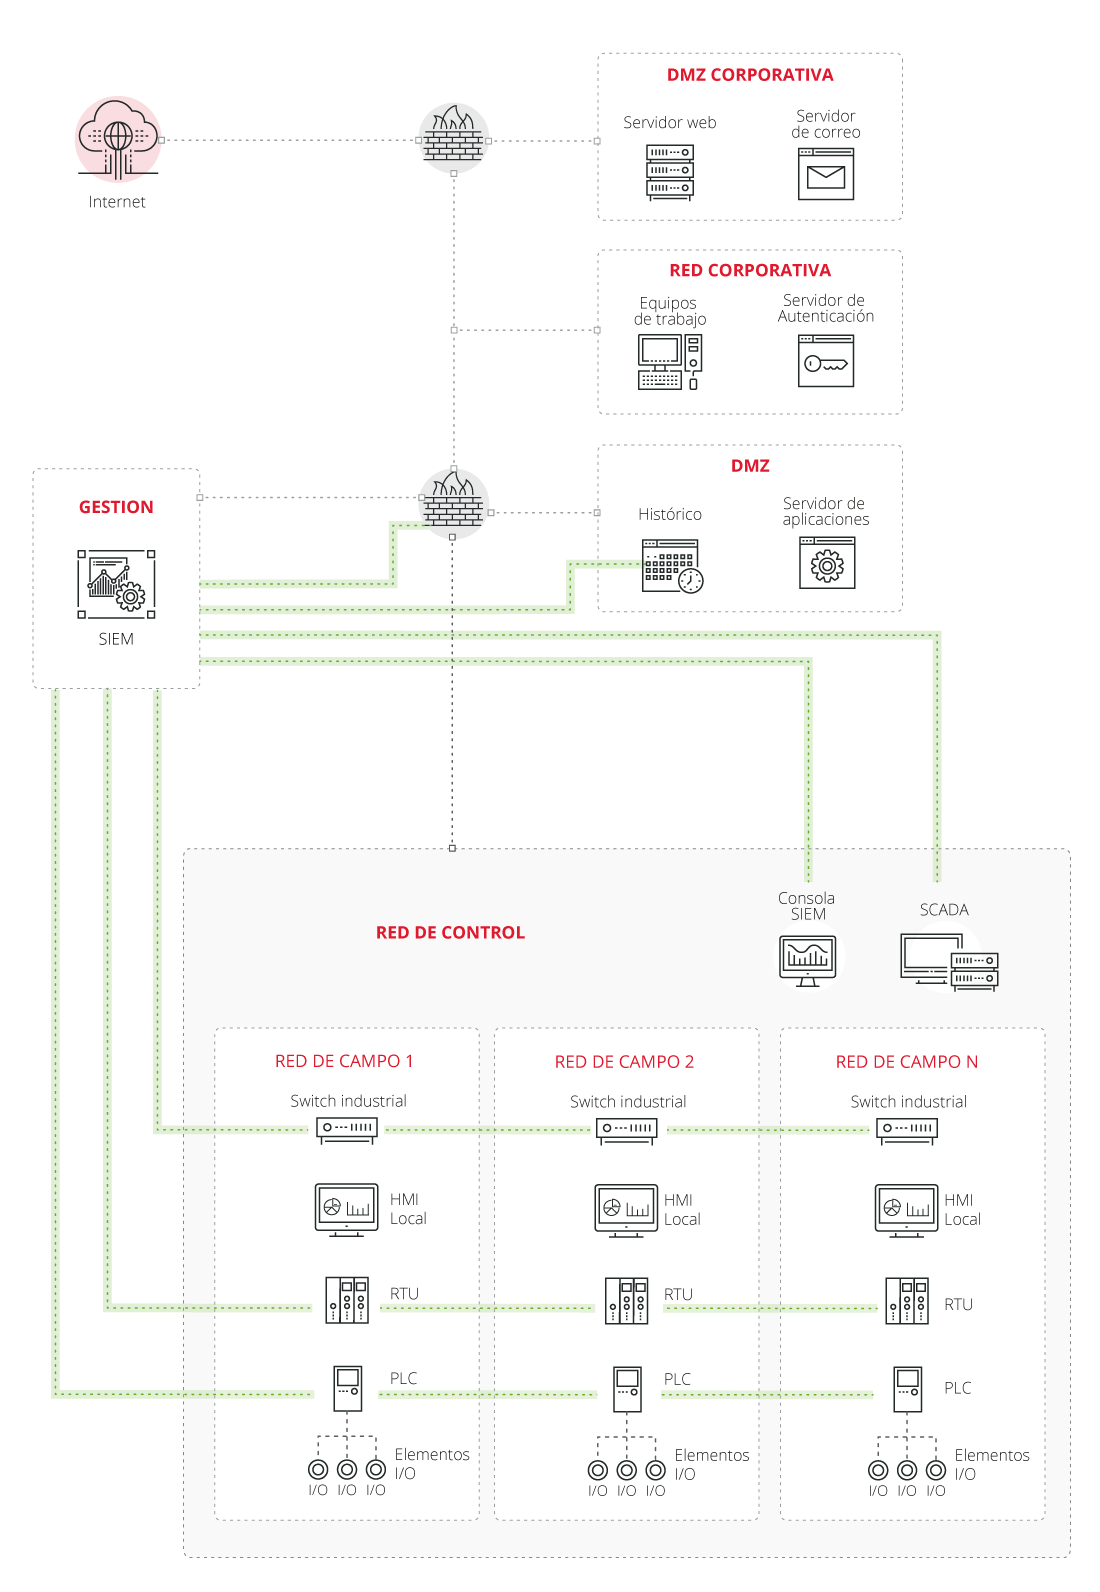 DMZ CORPORATIVA
Servidor web
Servidor
de correo
Internet
RED CORPORATIVA
Equipos
de trabajo
Servidor de
Autenticación
DMZ
Histórico
Servidor de
aplicaciones
GESTION
SIEM
Consola
SIEM
SCADA
RED DE CONTROL
RED DE CAMPO 1
Switch industrial
HMI
Local
RTU
PLC
Elementos
I/O
I/O I/O I/O
RED DE CAMPO 2
Switch industrial
HMI
Local
RTU
PLC
Elementos
I/O
I/O I/O I/O
RED DE CAMPO N
Switch industrial
HMI
Local
RTU
PLC
Elementos
I/O
I/O I/O I/O